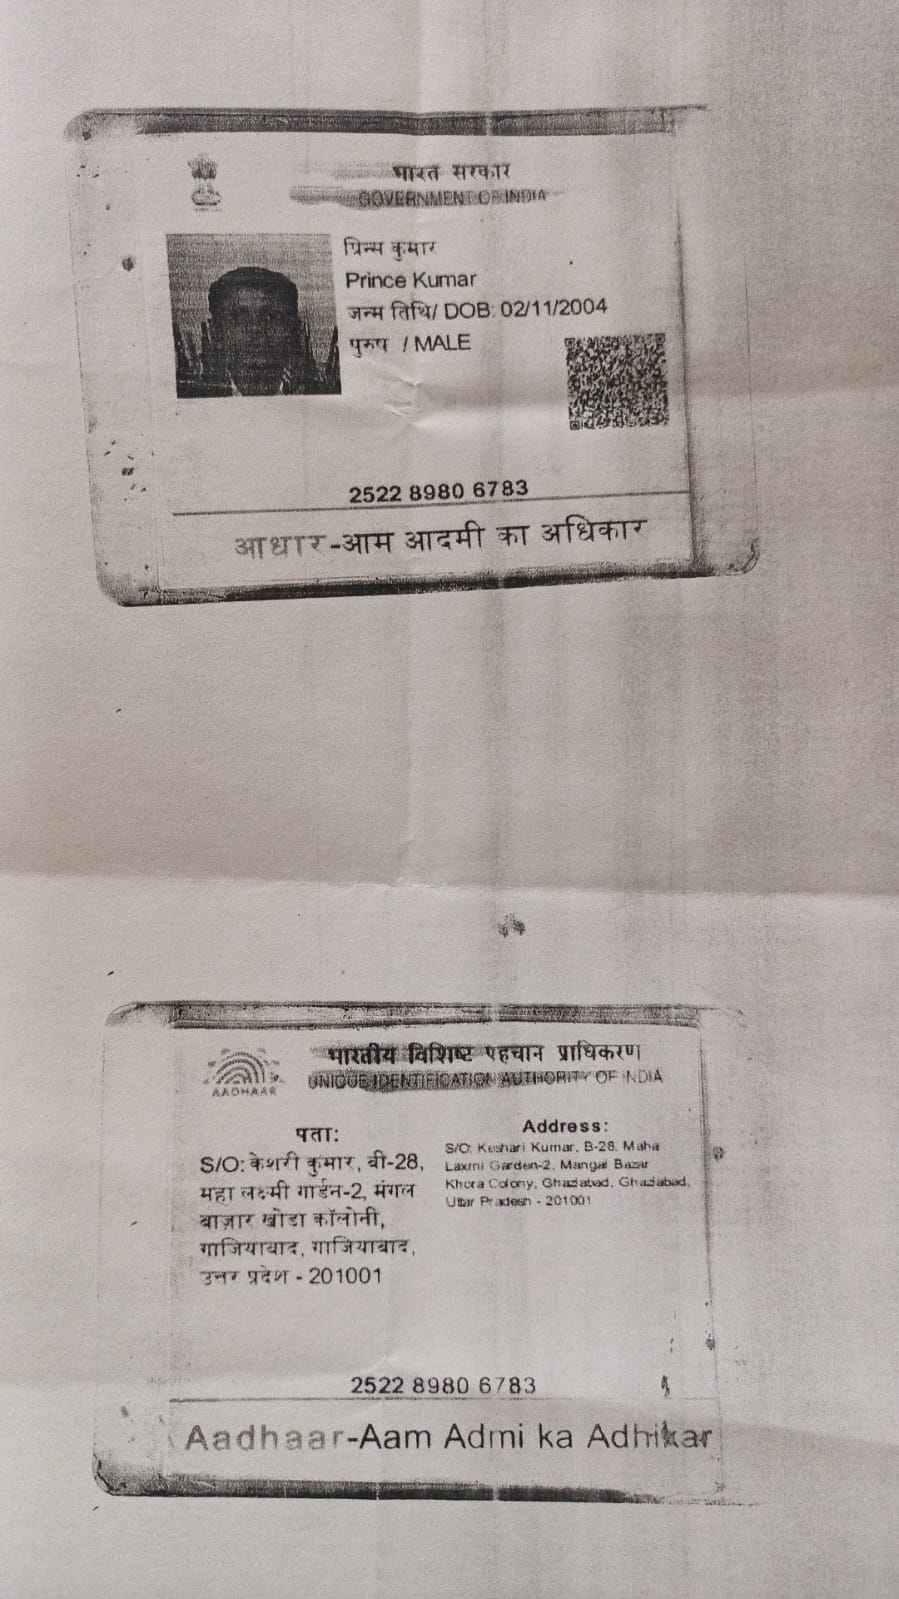 भारत सरकार
GOVERNMENT OF INDIA
प्रिन्स कुमार
Prince Kumar
जन्म तिथि/ DOB: 02/11/2004
पुरुष / MALE
2522 8980 6783
आधार-आम आदमी का अधिकार
भारतीय विशिष्ट पहचान प्राधिकरण
UNIQUE IDENTIFICATION AUTHORITY OF INDIA
AADHAAR
पता:
S/O: केशरी कुमार, बी-28,
महा लक्ष्मी गार्डन-2, मंगल
बाज़ार खोडा कॉलोनी,
गाजियाबाद, गाजियाबाद,
उत्तर प्रदेश - 201001
Address:
S/O: Keshari Kumar, B-28, Maha
Laxmi Garden-2, Mangal Bazar
Khora Colony, Ghaziabad, Ghaziabad,
Uttar Pradesh - 201001
2522 8980 6783
Aadhaar-Aam Admi ka Adhikar